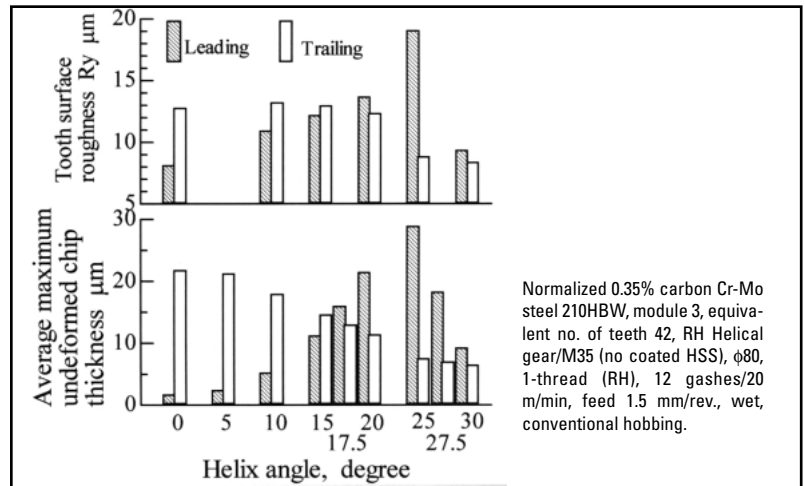 20
15
10
5
Tooth surface
roughness Ry μm
Leading
Trailing
30
20
10
0
Average maximum
undeformed chip
thickness μm
0 5 10 15 20 25 30
17.5 27.5
Helix angle, degree
Normalized 0.35% carbon Cr-Mo
steel 210HBW, module 3, equiva-
lent no. of teeth 42, RH Helical
gear/M35 (no coated HSS), ϕ80,
1-thread (RH), 12 gashes/20
m/min, feed 1.5 mm/rev., wet,
conventional hobbing.